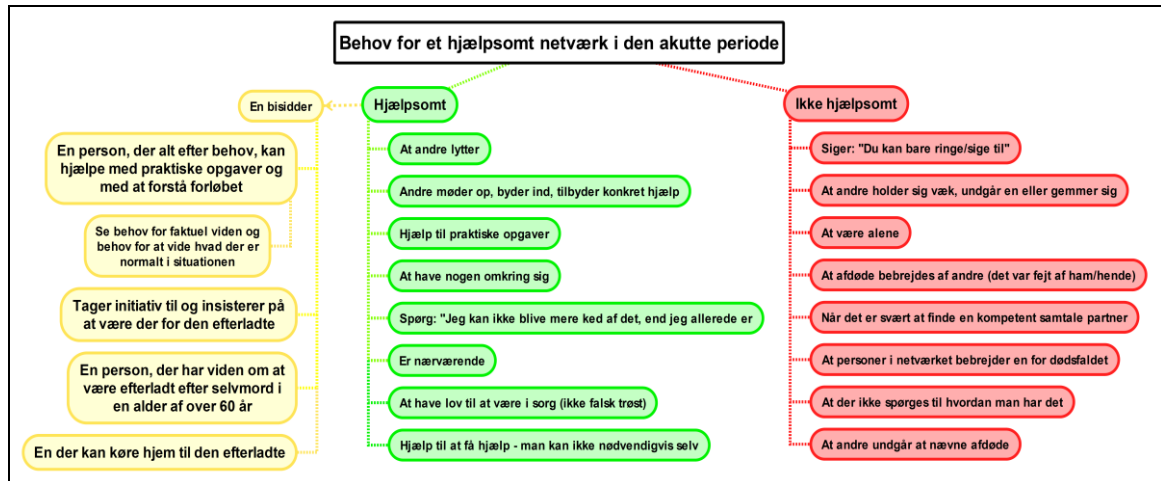 Behov for et hjælpsomt netværk i den akutte periode
En bisidder
En person, der alt efter behov, kan
hjælpe med praktiske opgaver og
med at forstå forløbet
Se behov for faktuel viden og
behov for at vide hvad der er
normalt i situationen
Tager initiativ til og insisterer på
at være der for den efterladte
En person, der har viden om at
være efterladt efter selvmord i
en alder af over 60 år
En der kan køre hjem til den efterladte
Hjælpsomt
At andre lytter
Andre møder op, byder ind, tilbyder konkret hjælp
Hjælp til praktiske opgaver
At have nogen omkring sig
Spørg: "Jeg kan ikke blive mere ked af det, end jeg allerede er
Er nærværende
At have lov til at være i sorg (ikke falsk trøst)
Hjælp til at få hjælp - man kan ikke nødvendigvis selv
Ikke hjælpsomt
Siger: "Du kan bare ringe/sige til"
At andre holder sig væk, undgår en eller gemmer sig
At være alene
At afdøde bebrejdes af andre (det var fejt af ham/hende)
Når det er svært at finde en kompetent samtale partner
At personer i netværket bebrejder en for dødsfaldet
At der ikke spørges til hvordan man har det
At andre undgår at nævne afdøde